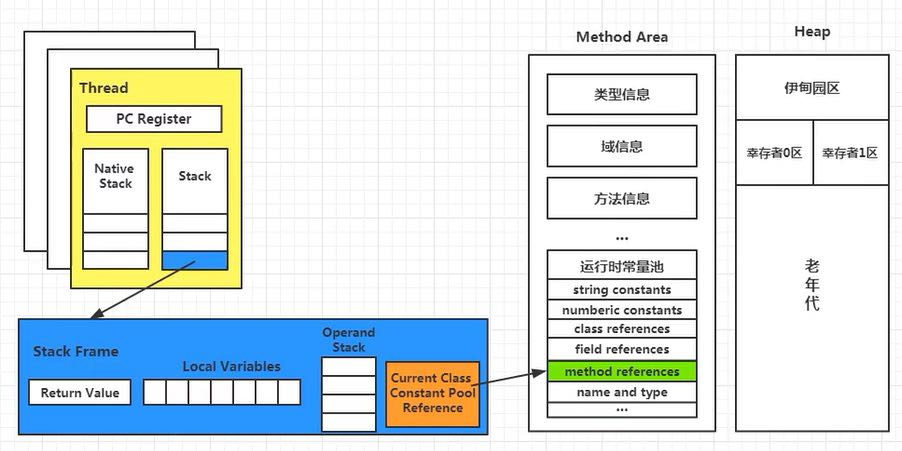 Thread
PC Register
Native
Stack
Stack
Stack Frame
Return Value
Local Variables
Operand
Stack
Current Class
Constant Pool
Reference
Method Area
类型信息
域信息
方法信息
...
运行时常量池
string constants
numberic constants
class references
field references
method references
name and type
...
Heap
伊甸园区
幸存者0区
幸存者1区
老
年
代